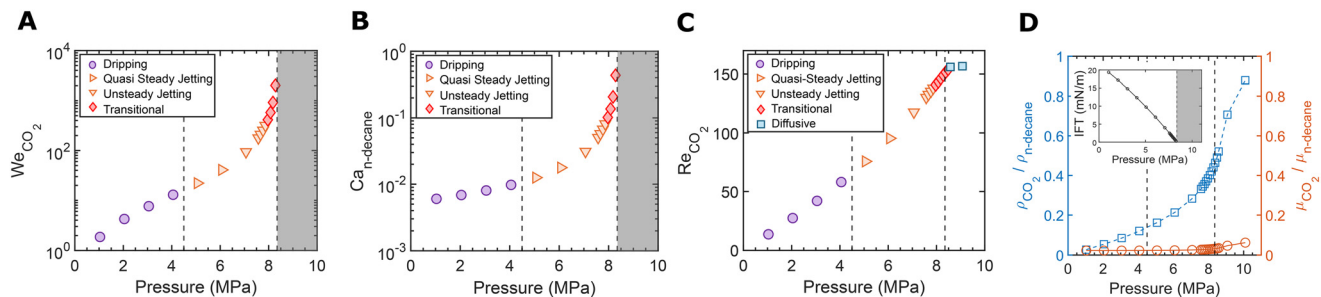 A
We_CO2
10^4
10^2
10^0
Dripping
Quasi Steady Jetting
Unsteady Jetting
Transitional
0 2 4 6 8 10
Pressure (MPa)
B
Ca_n-decane
10^0
10^-1
10^-2
10^-3
Dripping
Quasi Steady Jetting
Unsteady Jetting
Transitional
0 2 4 6 8 10
Pressure (MPa)
C
Re_CO2
150
100
50
0
Dripping
Quasi-Steady Jetting
Unsteady Jetting
Transitional
Diffusive
0 2 4 6 8 10
Pressure (MPa)
D
ρ_CO2 / ρ_n-decane
1
0.8
0.6
0.4
0.2
0
IFT (mN/m)
20
15
10
5
0
0 5 10
Pressure (MPa)
1
0.8
0.6
0.4
0.2
0
μ_CO2 / μ_n-decane
0 2 4 6 8 10
Pressure (MPa)